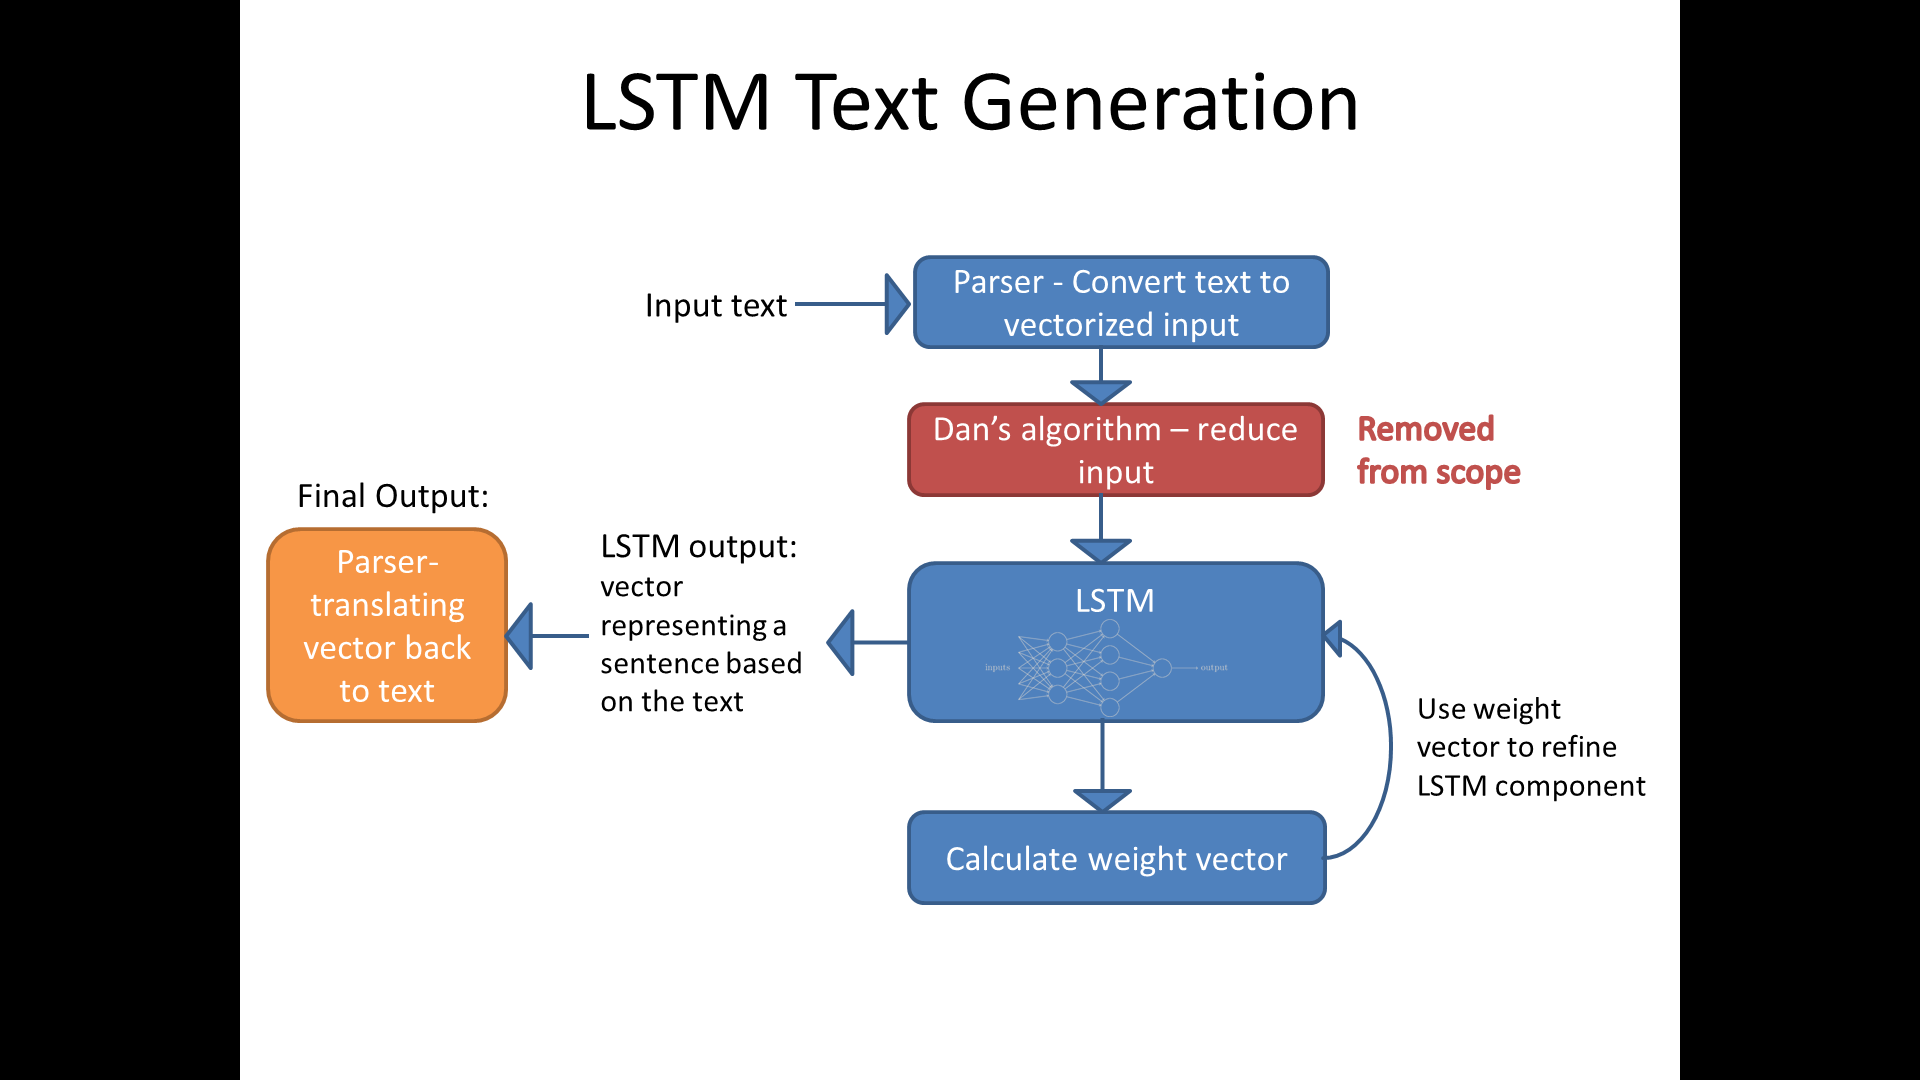 LSTM Text Generation
Input text
Parser - Convert text to
vectorized input
Dan’s algorithm – reduce
input
Removed
from scope
Final Output:
Parser-
translating
vector back
to text
LSTM output:
vector
representing a
sentence based
on the text
LSTM
inputs
output
Use weight
vector to refine
LSTM component
Calculate weight vector